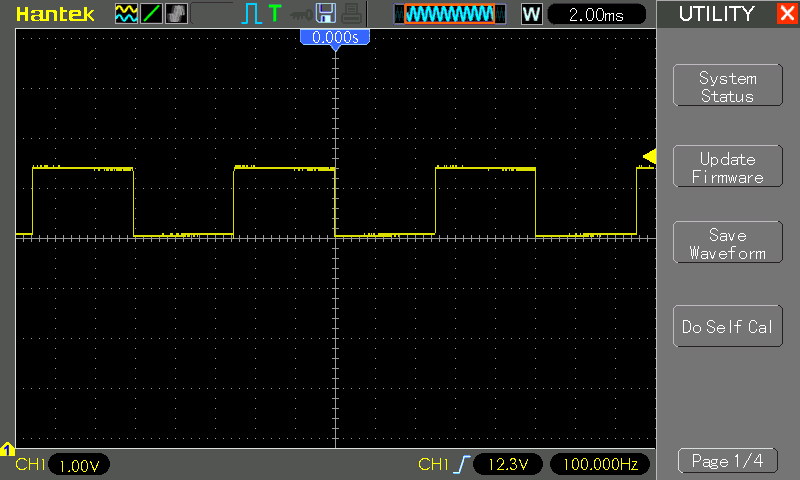 Hantek
T
W
2.00ms
UTILITY
0.000s
System
Status
Update
Firmware
Save
Waveform
Do Self Cal
1
CH1 1.00V
CH1 12.3V 100.000Hz
Page 1/4